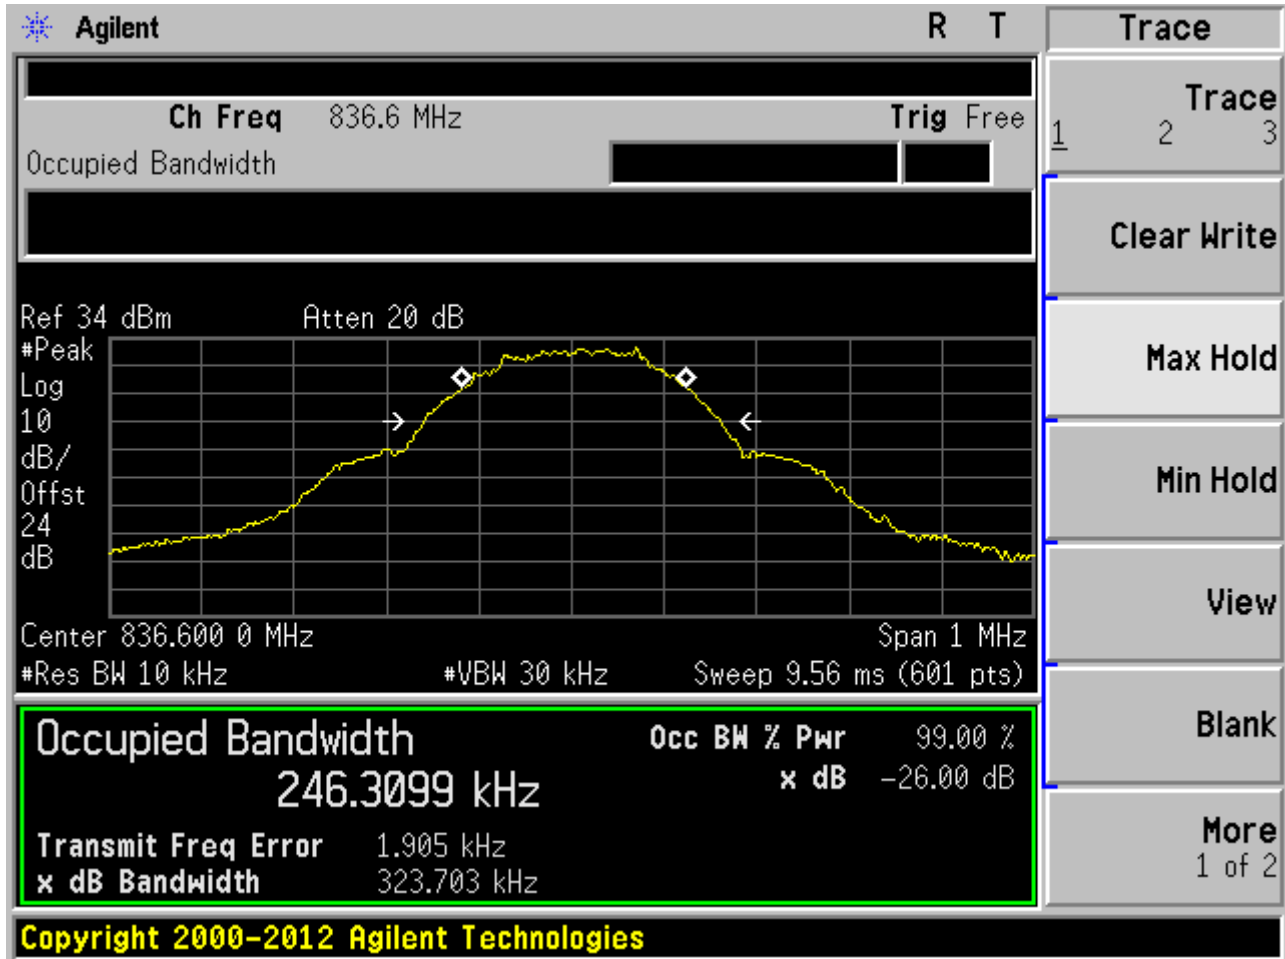 Agilent R T Trace
Ch Freq 836.6 MHz Trig Free
Occupied Bandwidth
Trace
1 2 3
Clear Write
Max Hold
Min Hold
View
Blank
More
1 of 2
Ref 34 dBm Atten 20 dB
#Peak
Log
10
dB/
Offst
24
dB
Center 836.600 0 MHz Span 1 MHz
#Res BW 10 kHz #VBW 30 kHz Sweep 9.56 ms (601 pts)
Occupied Bandwidth Occ BW % Pwr 99.00 %
246.3099 kHz x dB -26.00 dB
Transmit Freq Error 1.905 kHz
x dB Bandwidth 323.703 kHz
Copyright 2000-2012 Agilent Technologies